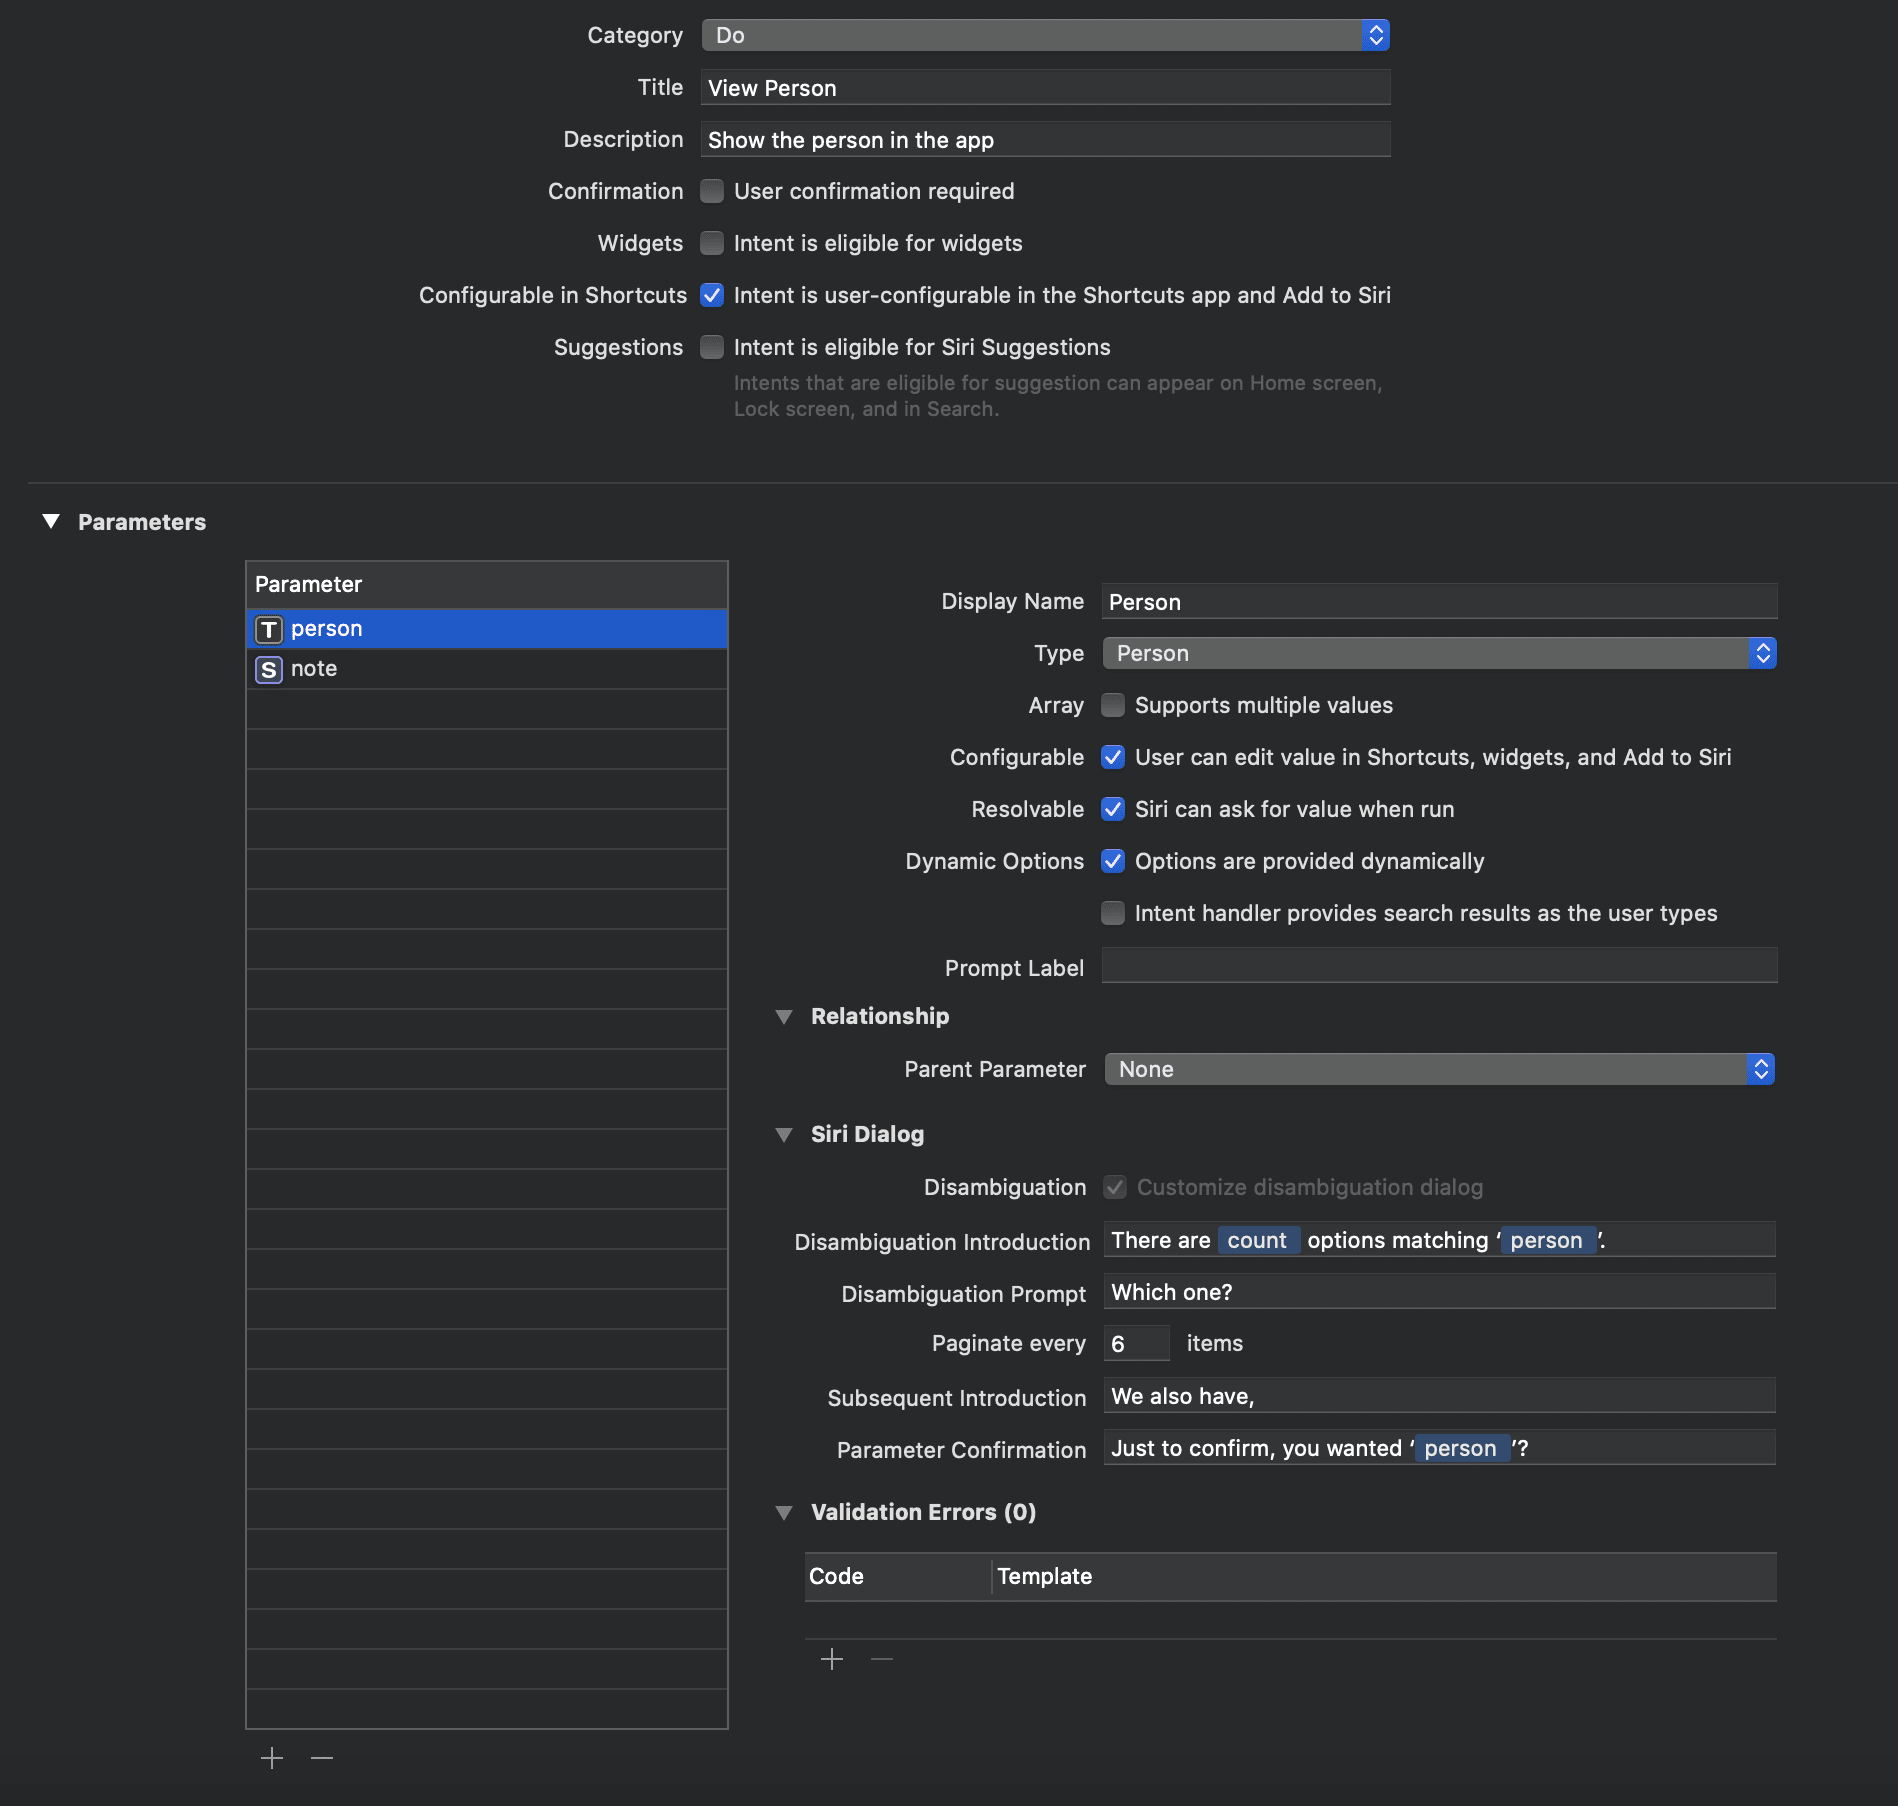 Category Do
Title View Person
Description Show the person in the app
Confirmation User confirmation required
Widgets Intent is eligible for widgets
Configurable in Shortcuts Intent is user-configurable in the Shortcuts app and Add to Siri
Suggestions Intent is eligible for Siri Suggestions
Intents that are eligible for suggestion can appear on Home screen,
Lock screen, and in Search.
Parameters
Parameter
T person
S note
Display Name Person
Type Person
Array Supports multiple values
Configurable User can edit value in Shortcuts, widgets, and Add to Siri
Resolvable Siri can ask for value when run
Dynamic Options Options are provided dynamically
Intent handler provides search results as the user types
Prompt Label
Relationship
Parent Parameter None
Siri Dialog
Disambiguation Customize disambiguation dialog
Disambiguation Introduction There are count options matching ‘ person ’.
Disambiguation Prompt Which one?
Paginate every 6 items
Subsequent Introduction We also have,
Parameter Confirmation Just to confirm, you wanted ‘ person ’?
Validation Errors (0)
Code Template